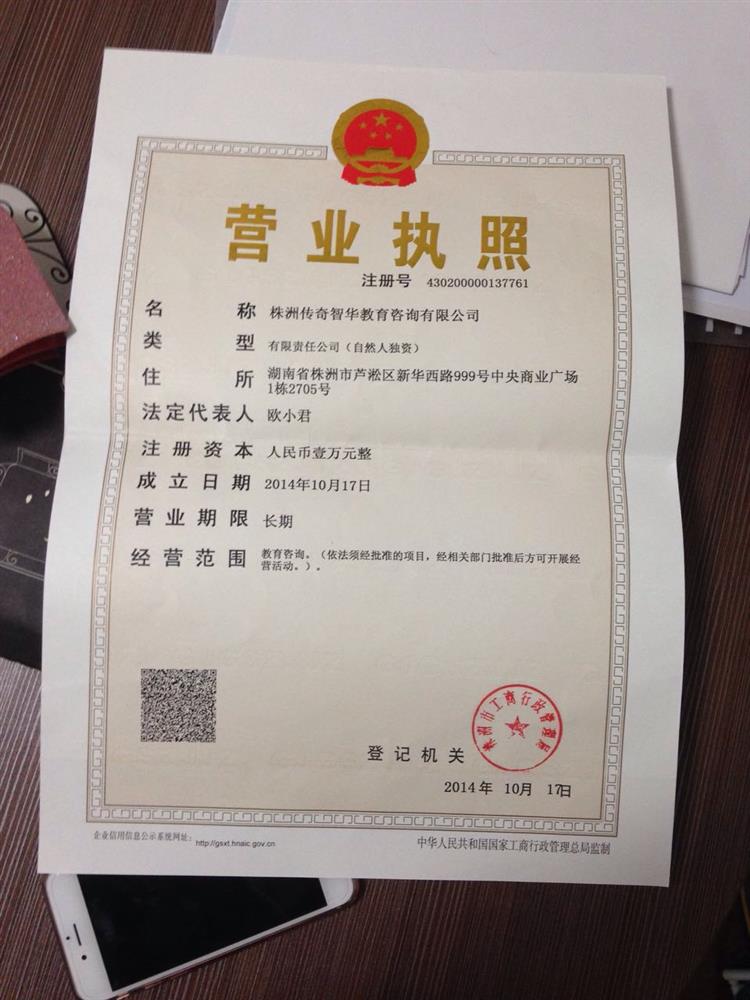 营业执照
注册号 430200000137761
名称 株洲传奇智华教育咨询有限公司
类型 有限责任公司（自然人独资）
住所 湖南省株洲市芦淞区新华西路999号中央商业广场
1栋2705号
法定代表人 欧小君
注册资本 人民币壹万元整
成立日期 2014年10月17日
营业期限 长期
经营范围 教育咨询。（依法须经批准的项目，经相关部门批准后方可开展经
营活动。）。
株洲市工商行政管理局
登记机关
2014年 10月 17日
企业信用信息公示系统网址： http://gsxt.hnaic.gov.cn
中华人民共和国国家工商行政管理总局监制